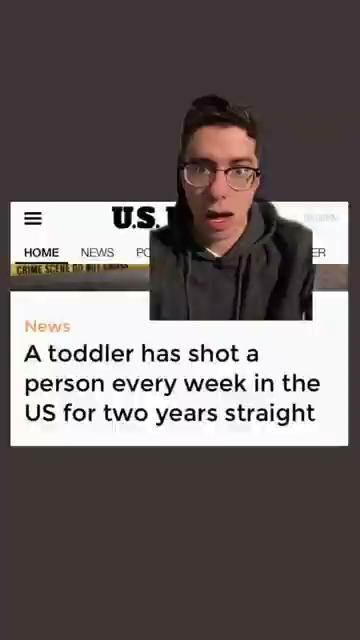 U.S.
HOME NEWS
CRIME SCENE DO NOT CROSS
News
A toddler has shot a
person every week in the
US for two years straight